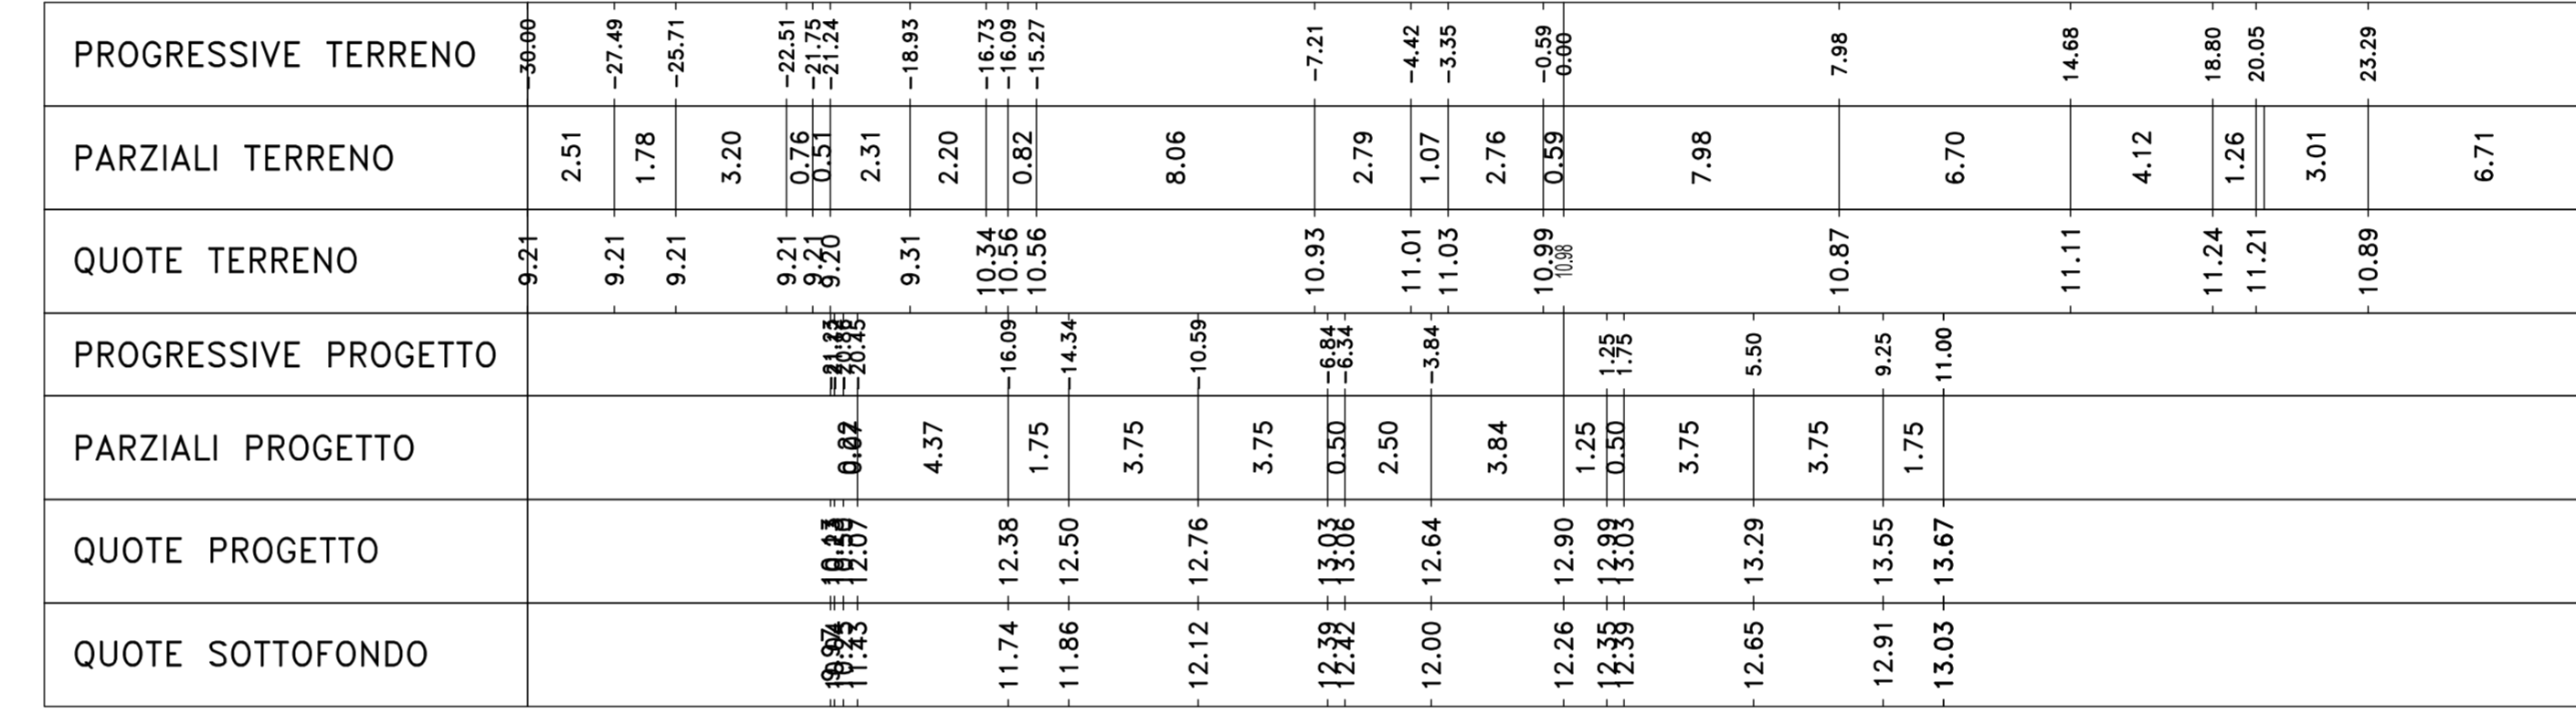 PROGRESSIVE TERRENO -30.00 -27.49 -25.71 -22.51 -21.75 -21.24 -18.93 -16.73 -16.09 -15.27 -7.21 -4.42 -3.35 -0.59 0.00 7.98 14.68 18.80 20.05 23.29
PARZIALI TERRENO 2.51 1.78 3.20 0.76 0.51 2.31 2.20 0.82 8.06 2.79 1.07 2.76 0.59 7.98 6.70 4.12 1.26 3.01 6.71
QUOTE TERRENO 9.21 9.21 9.21 9.21 9.21 9.20 9.31 10.34 10.56 10.56 10.93 11.01 11.03 10.99 10.98 10.87 11.11 11.24 11.21 10.89
PROGRESSIVE PROGETTO -20.45 -16.09 -14.34 -10.59 -6.84 -6.34 -3.84 1.25 1.75 5.50 9.25 11.00
PARZIALI PROGETTO 4.37 1.75 3.75 3.75 0.50 2.50 3.84 1.25 0.50 3.75 3.75 1.75
QUOTE PROGETTO 12.07 12.38 12.50 12.76 13.03 13.06 12.64 12.90 12.99 13.03 13.29 13.55 13.67
QUOTE SOTTOFONDO 11.43 11.74 11.86 12.12 12.39 12.42 12.00 12.26 12.35 12.39 12.65 12.91 13.03